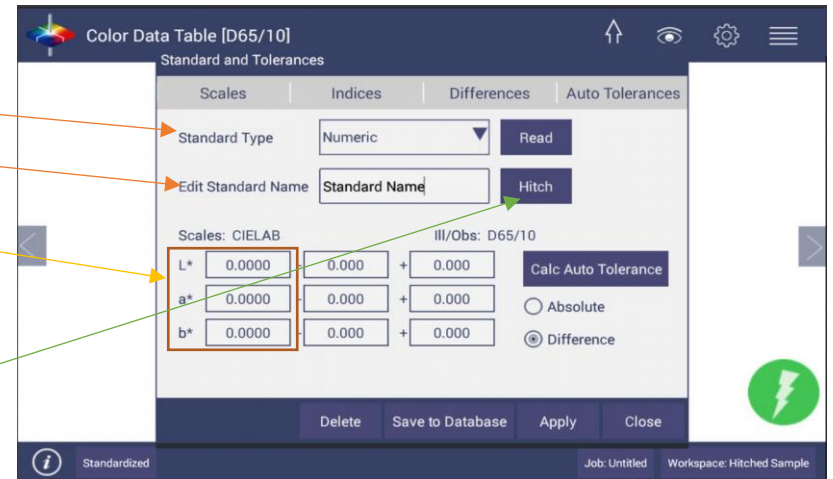 Color Data Table [D65/10]
Standard and Tolerances
Scales Indices Differences Auto Tolerances
Standard Type Numeric Read
Edit Standard Name Standard Name Hitch
Scales: CIELAB Ill/Obs: D65/10
L* 0.0000 - 0.000 + 0.000 Calc Auto Tolerance
a* 0.0000 - 0.000 + 0.000 Absolute
b* 0.0000 - 0.000 + 0.000 Difference
Delete Save to Database Apply Close
i Standardized Job: Untitled Workspace: Hitched Sample